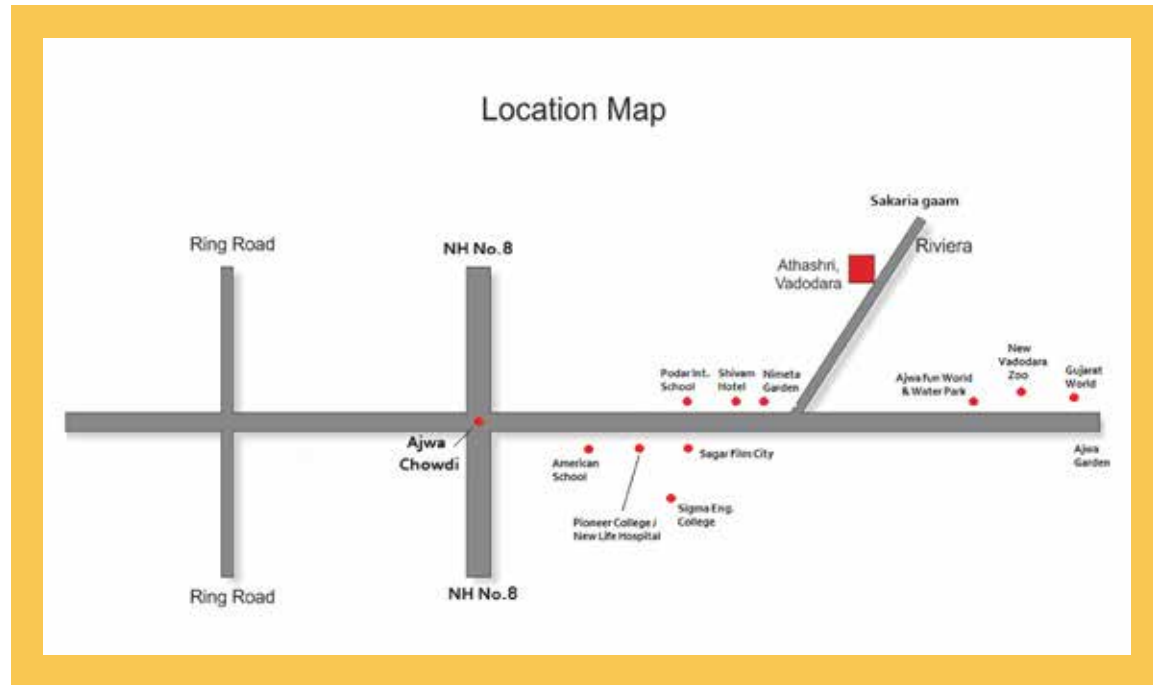 Location Map
Sakaria gaam
Ring Road
NH No.8
Riviera
Athashri,
Vadodara
Podar Int.
School
Shivam
Hotel
Nimeta
Garden
Ajwa fun World
& Water Park
New
Vadodara
Zoo
Gujarat
World
Ajwa
Chowdi
American
School
Sagar Film City
Ajwa
Garden
Pioneer College /
New Life Hospital
Sigma Eng.
College
Ring Road
NH No.8